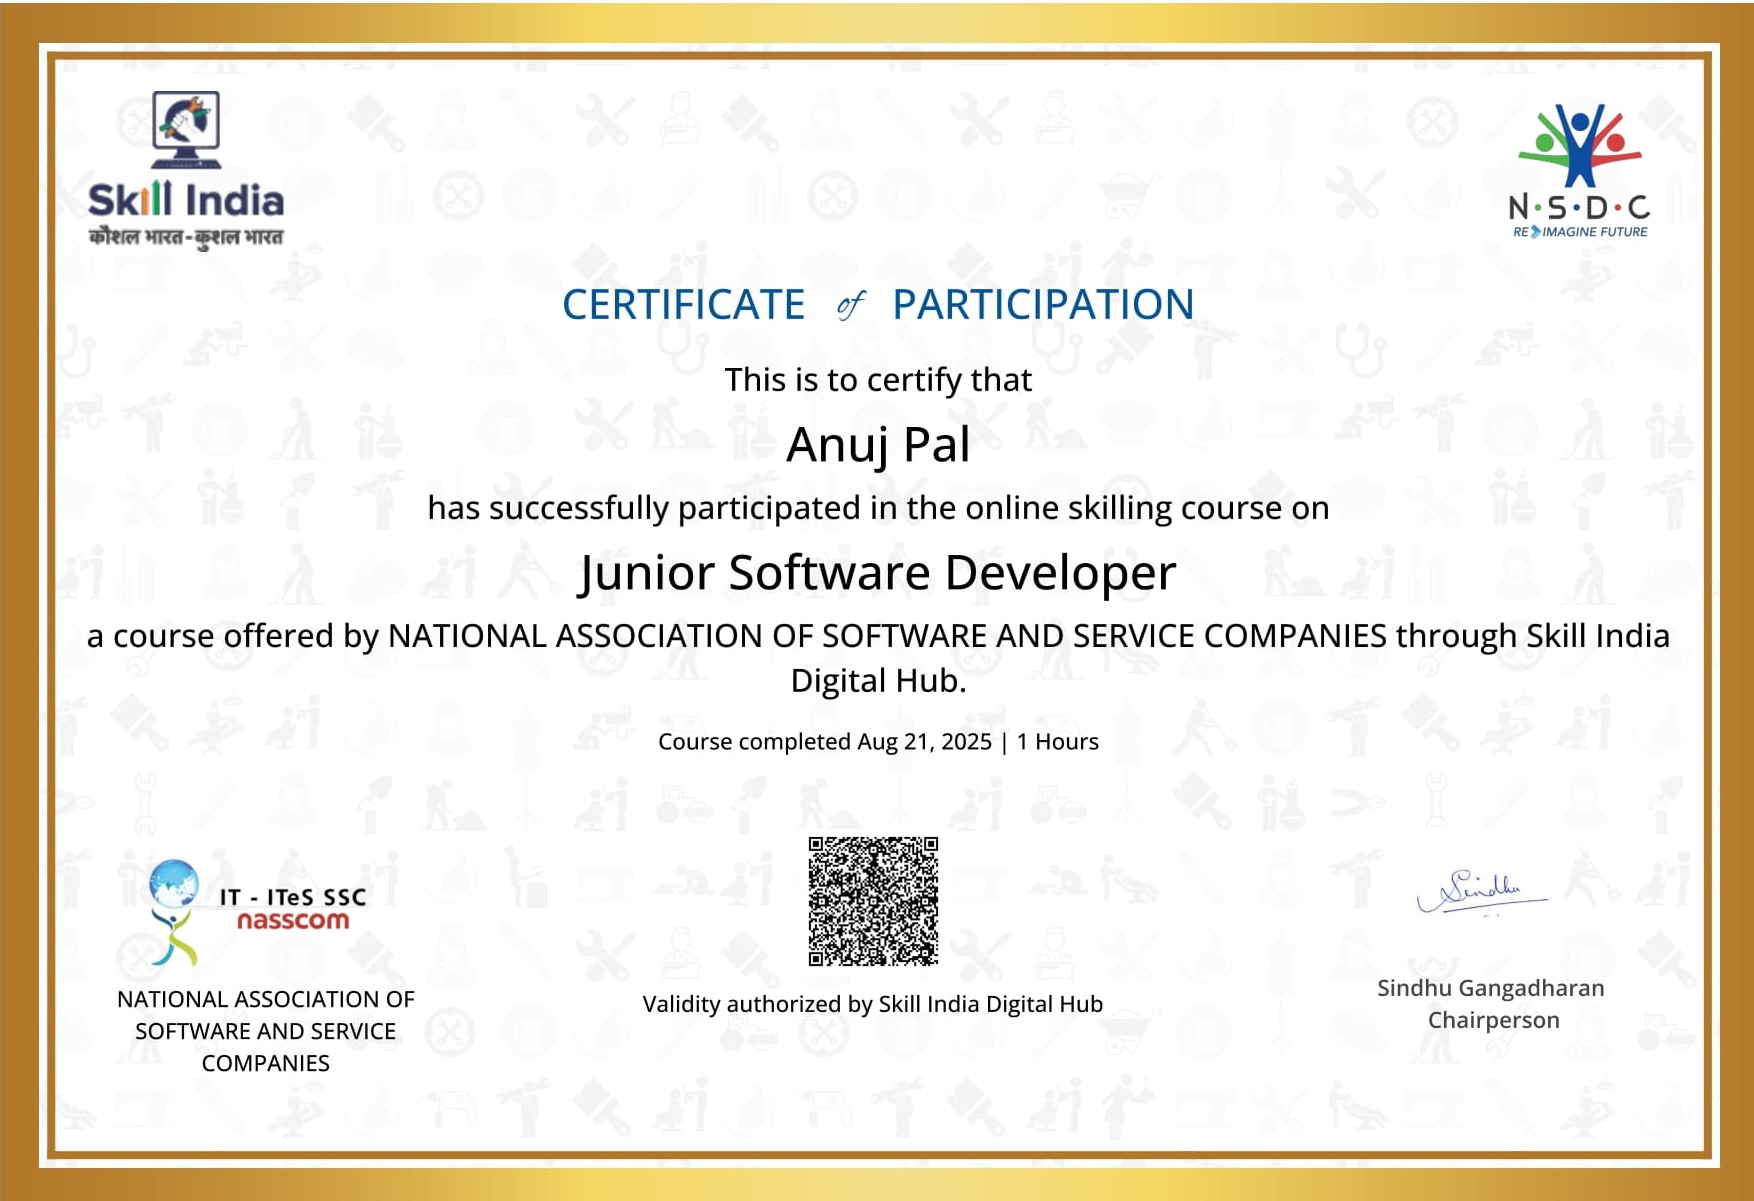 Skill India
कौशल भारत-कुशल भारत
N·S·D·C
RE IMAGINE FUTURE
CERTIFICATE of PARTICIPATION
This is to certify that
Anuj Pal
has successfully participated in the online skilling course on
Junior Software Developer
a course offered by NATIONAL ASSOCIATION OF SOFTWARE AND SERVICE COMPANIES through Skill India
Digital Hub.
Course completed Aug 21, 2025 | 1 Hours
IT - ITeS SSC
nasscom
NATIONAL ASSOCIATION OF
SOFTWARE AND SERVICE
COMPANIES
Validity authorized by Skill India Digital Hub
Sindhu
Sindhu Gangadharan
Chairperson